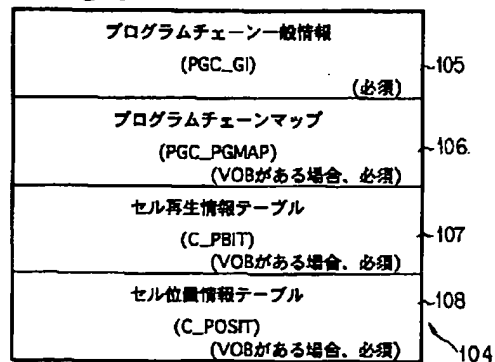 プログラムチェーン一般情報
(PGC_GI)
(必須)
105
プログラムチェーンマップ
(PGC_PGMAP)
(VOBがある場合、必須)
106
セル再生情報テーブル
(C_PBIT)
(VOBがある場合、必須)
107
セル位置情報テーブル
(C_POSIT)
(VOBがある場合、必須)
108
104